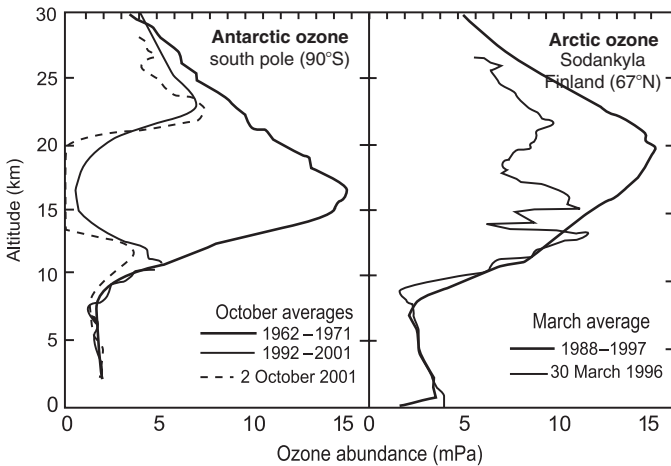 30
25
20
15
10
5
0
Altitude (km)
Antarctic ozone
south pole (90°S)
October averages
1962–1971
1992–2001
2 October 2001
0
5
10
15
Arctic ozone
Sodankyla
Finland (67°N)
March average
1988–1997
30 March 1996
0
5
10
15
Ozone abundance (mPa)